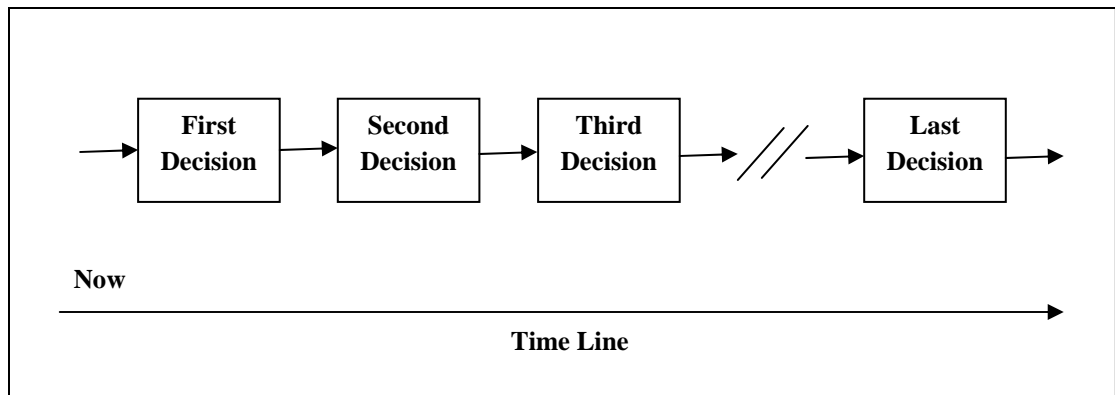 First
Decision
Second
Decision
Third
Decision
Last
Decision
Now
Time Line